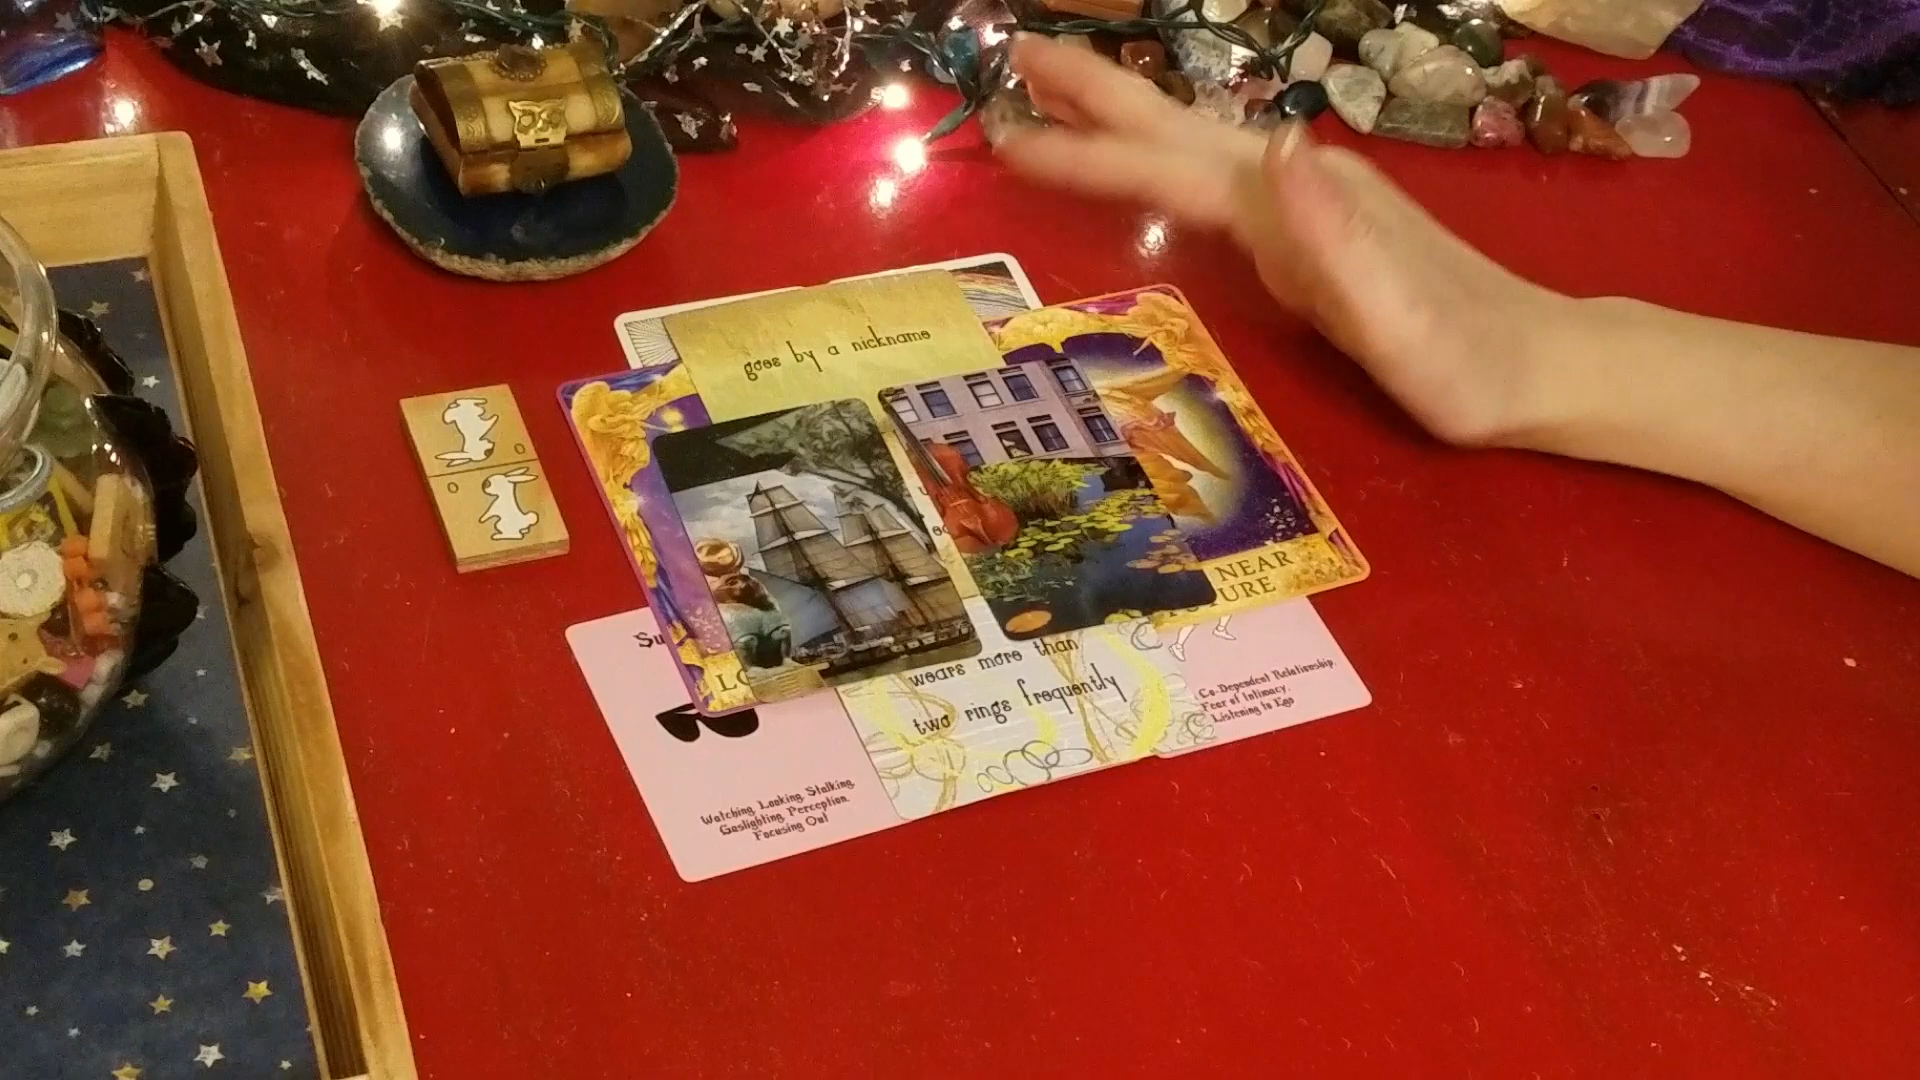 goes by a nickname
NEAR
wears more than
two rings frequently
Co-Dependent Relationship.
Fear of Intimacy.
Listening to Ego
Watching. Looking. Stalking.
Gaslighting. Perception.
Focusing Out